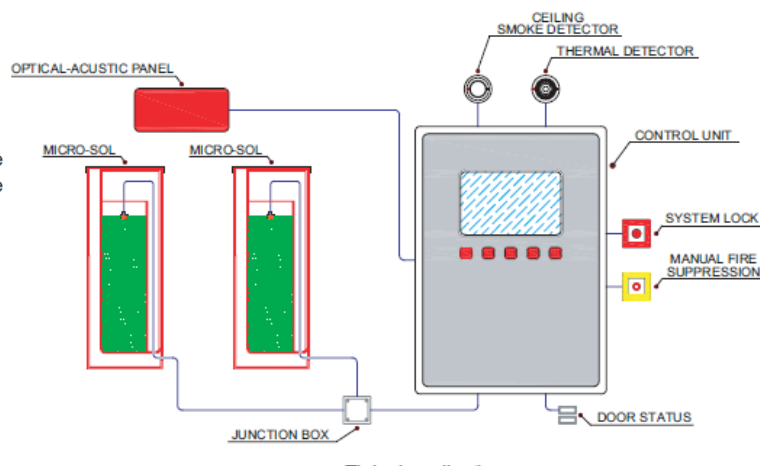 CEILING
SMOKE DETECTOR
THERMAL DETECTOR
OPTICAL-ACUSTIC PANEL
CONTROL UNIT
MICRO-SOL
MICRO-SOL
e
e
SYSTEM LOCK
MANUAL FIRE
SUPPRESSION
DOOR STATUS
JUNCTION BOX